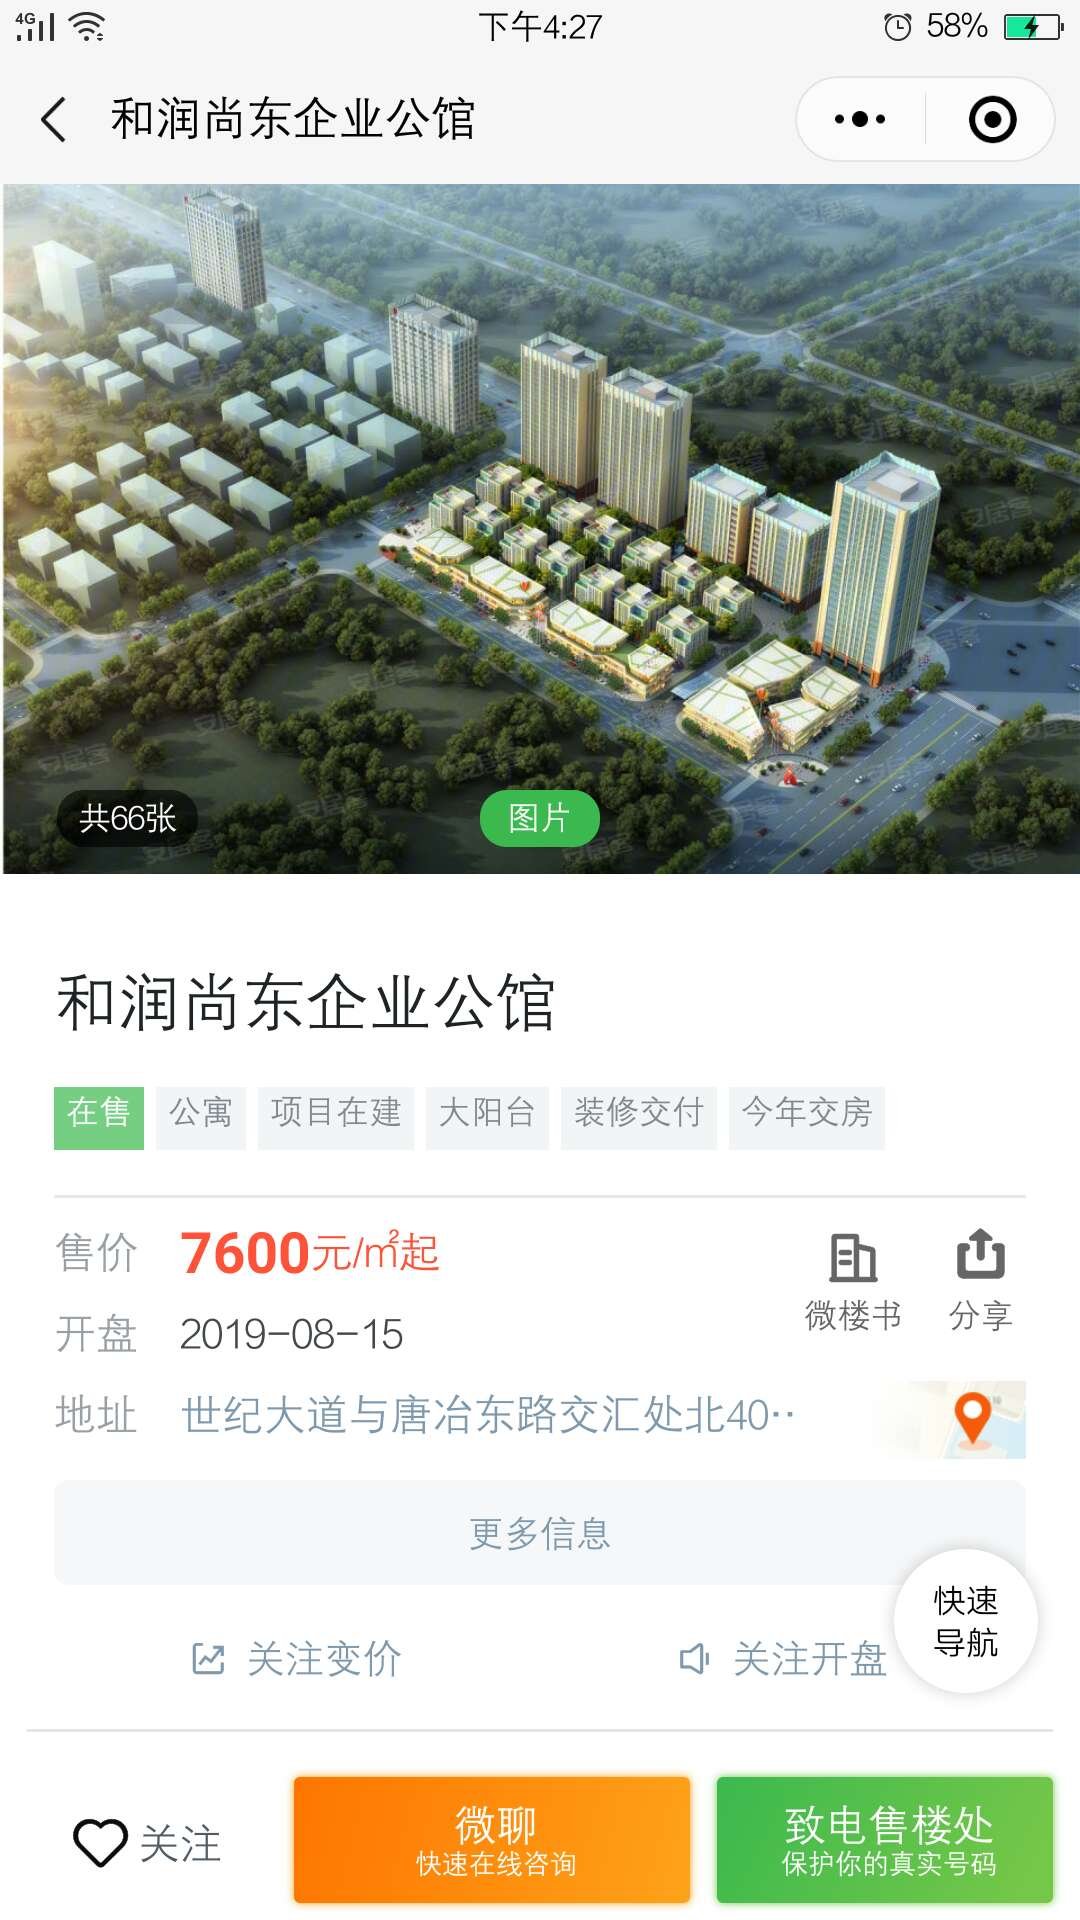 4G 下午4:27 58%
和润尚东企业公馆
安居客
共66张 图片
和润尚东企业公馆
在售 公寓 项目在建 大阳台 装修交付 今年交房
售价 7600元/㎡起
微楼书 分享
开盘 2019-08-15
地址 世纪大道与唐冶东路交汇处北40··
更多信息
快速
导航
关注变价 关注开盘
关注
微聊
快速在线咨询
致电售楼处
保护你的真实号码